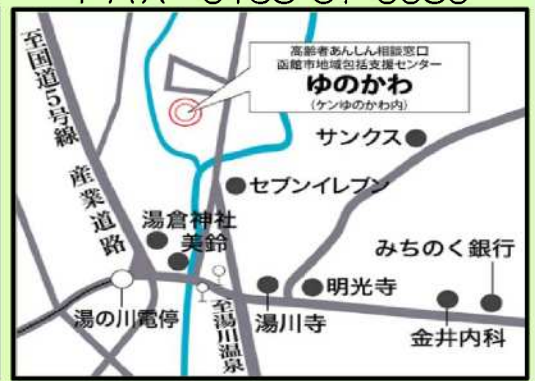 至国道5号線
産業道路
高齢者あんしん相談窓口
函館市地域包括支援センター
ゆのかわ
(ケンゆのかわ内)
サンクス
セブンイレブン
湯倉神社
美鈴
みちのく銀行
明光寺
湯の川電停
至湯川温泉
湯川寺
金井内科